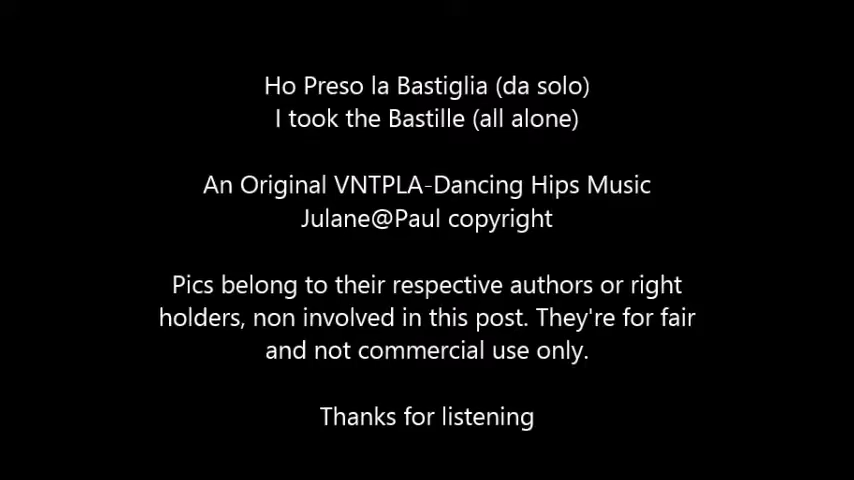 Ho Preso la Bastiglia (da solo)
I took the Bastille (all alone)
An Original VNTPLA-Dancing Hips Music
Julane@Paul copyright
Pics belong to their respective authors or right
holders, non involved in this post. They're for fair
and not commercial use only.
Thanks for listening